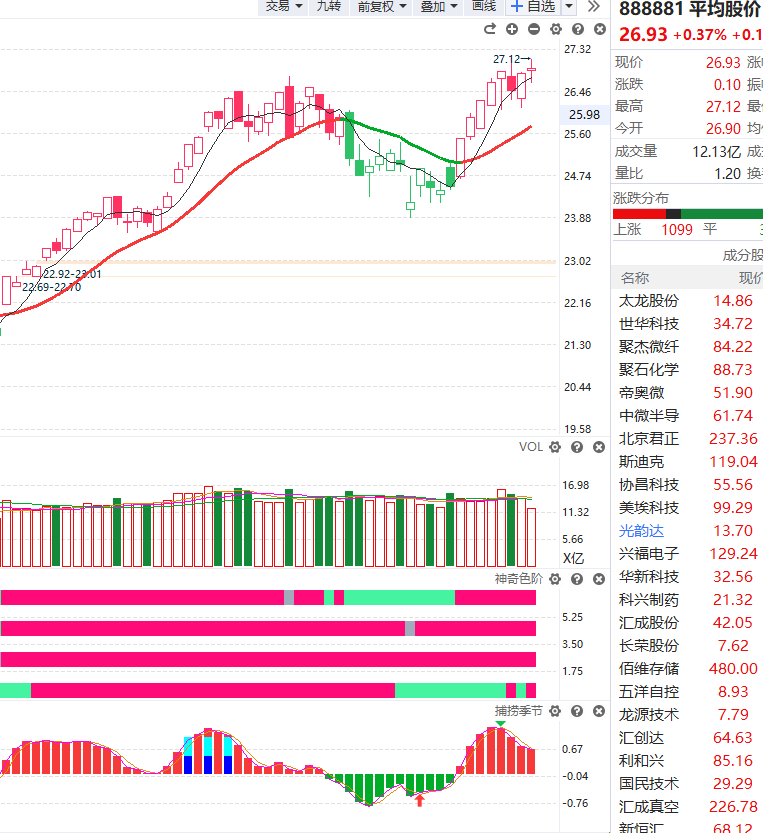 交易 九转 前复权 叠加 画线 + 自选
888881 平均股价
26.93 +0.37% +0.1
现价 26.93
涨跌 0.10
最高 27.12
今开 26.90
成交量 12.13亿
量比 1.20
涨跌分布
上涨 1099 平
成分股
名称 现价
太龙股份 14.86
世华科技 34.72
聚杰微纤 84.22
聚石化学 88.73
帝奥微 51.90
中微半导 61.74
北京君正 237.36
斯迪克 119.04
协昌科技 55.56
美埃科技 99.29
光韵达 13.70
兴福电子 129.24
华新科技 32.56
科兴制药 21.32
汇成股份 42.05
长荣股份 7.62
佰维存储 480.00
五洋自控 8.93
龙源技术 7.79
汇创达 64.63
利和兴 85.16
国民技术 29.29
汇成真空 226.78
新恒汇 68.12
27.12
27.32
26.46
25.98
25.60
24.74
23.88
23.02
22.16
21.30
20.44
19.58
22.92-23.01
22.69-22.70
VOL
16.98
11.32
5.66
X亿
神奇色阶
5.25
3.50
1.75
捕捞季节
0.67
-0.04
-0.76